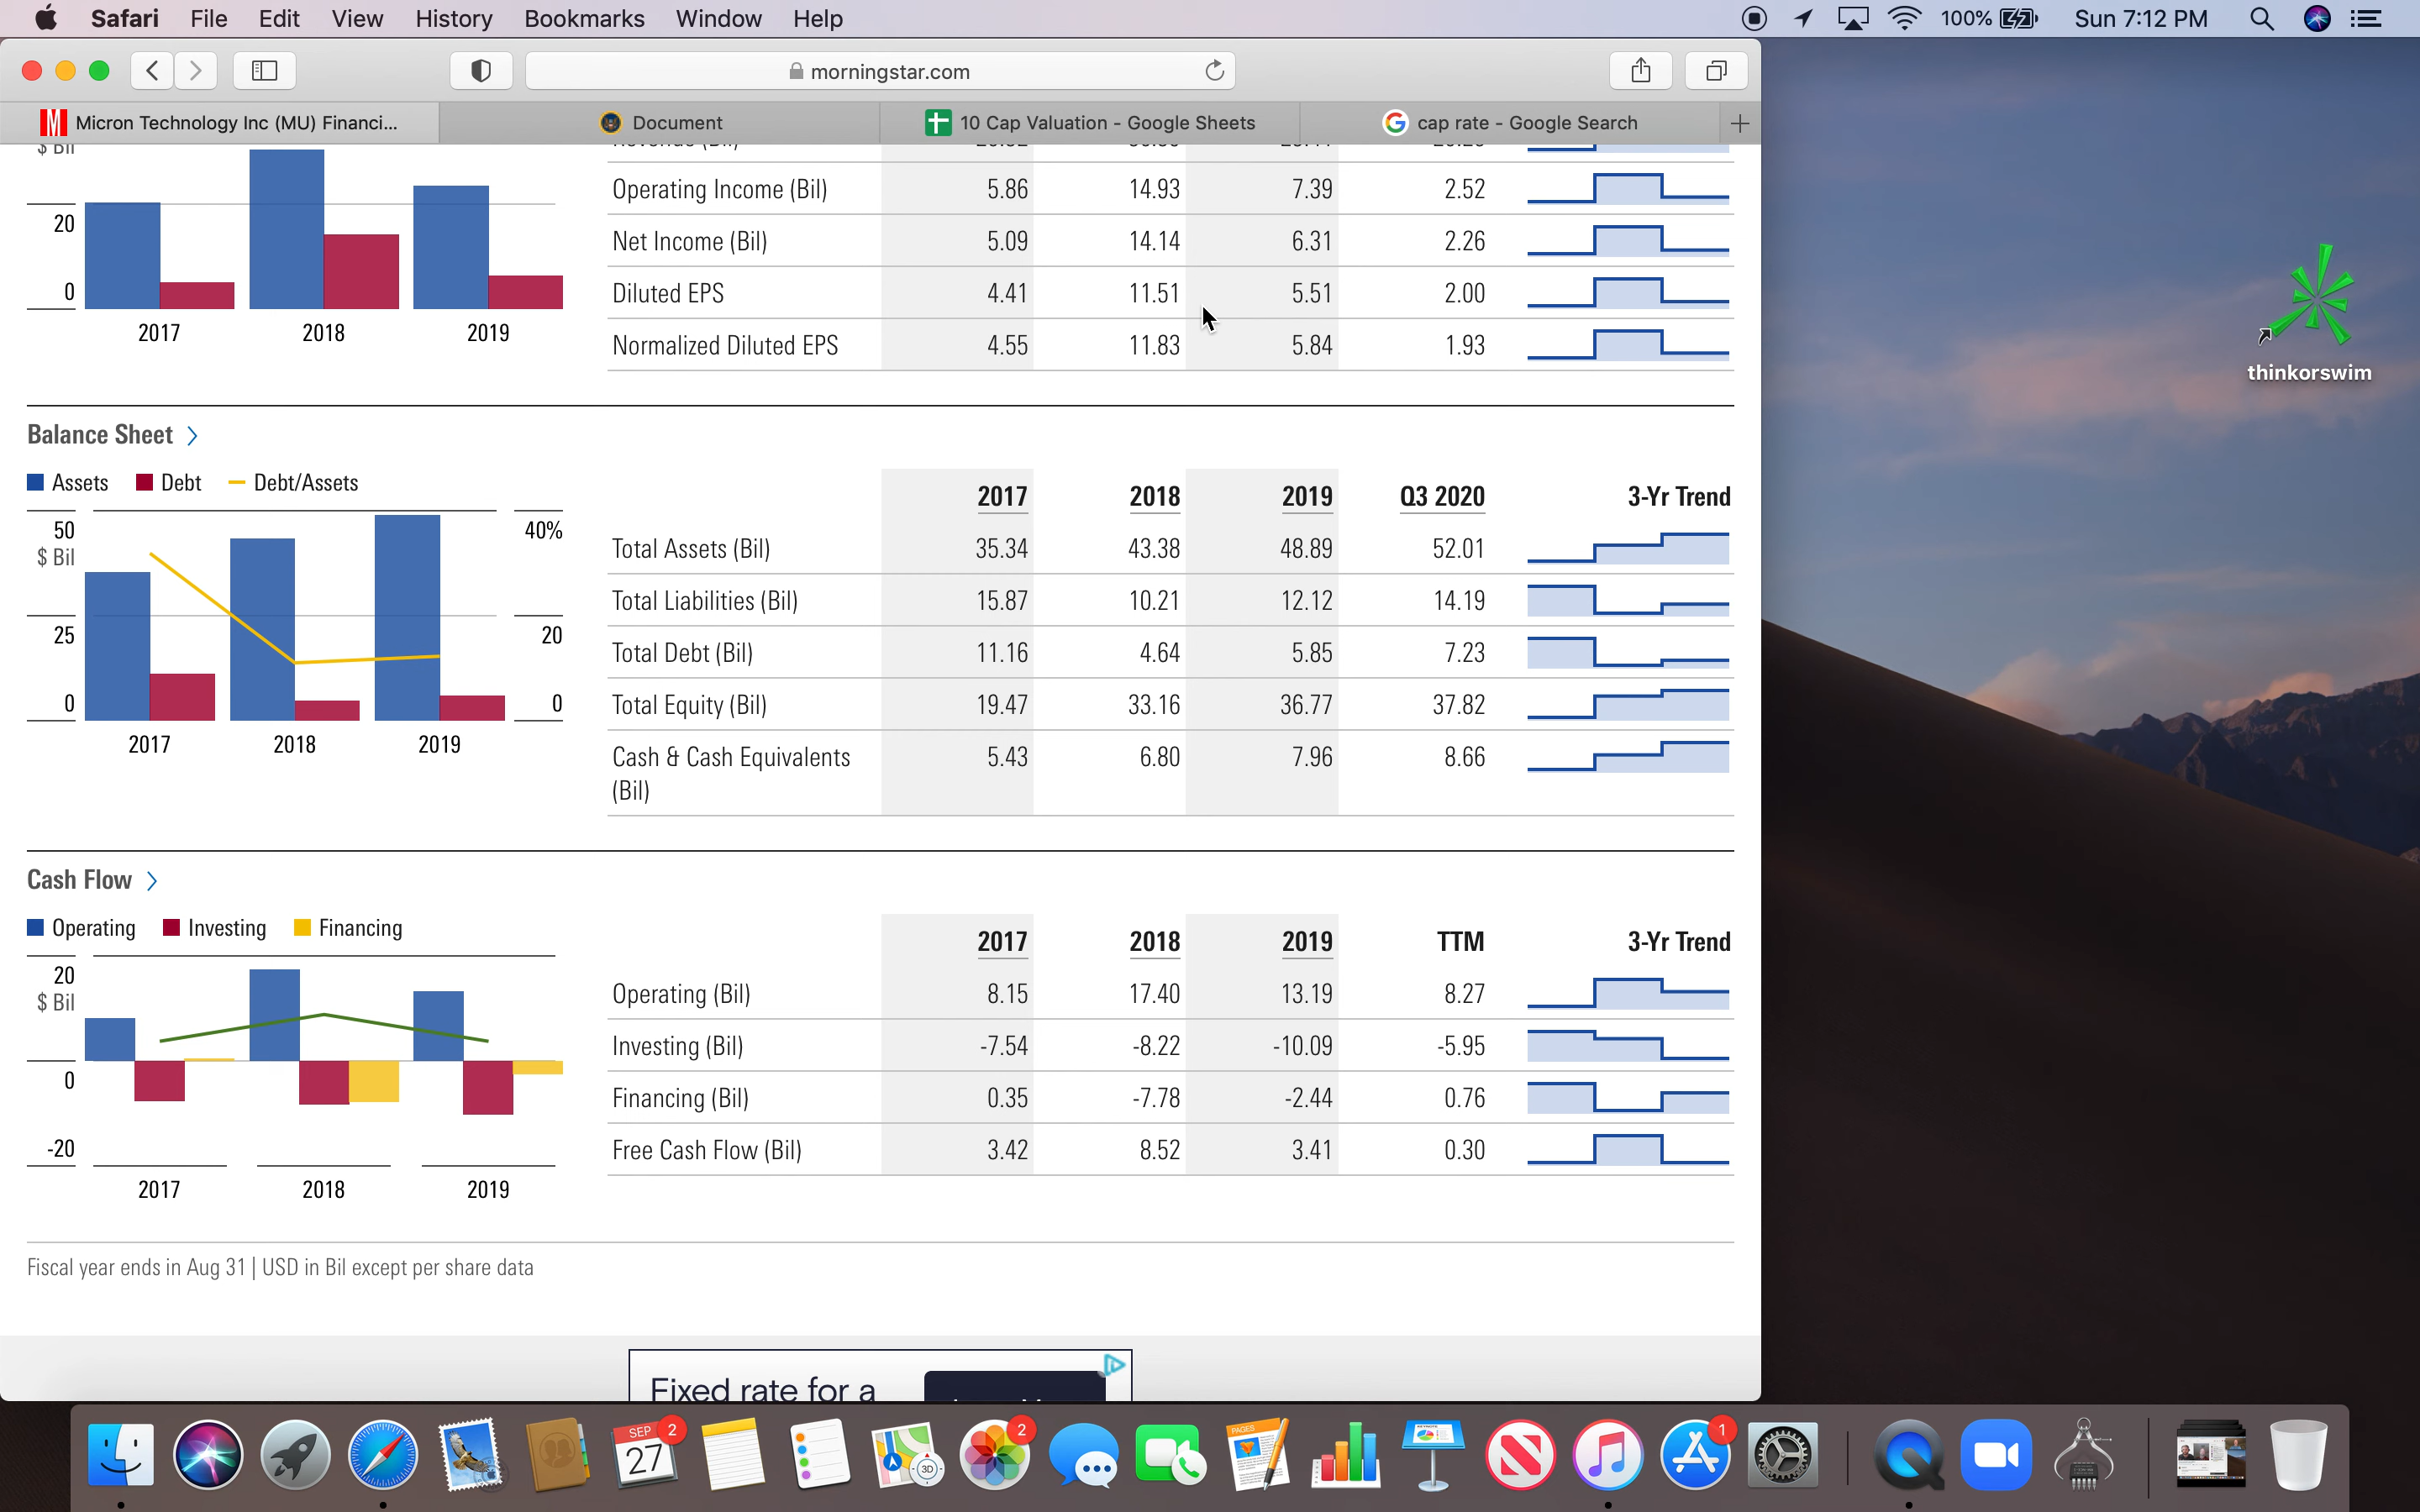 Safari File Edit View History Bookmarks Window Help 100% Sun 7:12 PM
morningstar.com
Micron Technology Inc (MU) Financi... Document 10 Cap Valuation - Google Sheets cap rate - Google Search
$ Bil
20
0
2017 2018 2019
Operating Income (Bil) 5.86 14.93 7.39 2.52
Net Income (Bil) 5.09 14.14 6.31 2.26
Diluted EPS 4.41 11.51 5.51 2.00
Normalized Diluted EPS 4.55 11.83 5.84 1.93
thinkorswim
Balance Sheet
Assets Debt Debt/Assets
50 40%
$ Bil
25 20
0 0
2017 2018 2019
2017 2018 2019 Q3 2020 3-Yr Trend
Total Assets (Bil) 35.34 43.38 48.89 52.01
Total Liabilities (Bil) 15.87 10.21 12.12 14.19
Total Debt (Bil) 11.16 4.64 5.85 7.23
Total Equity (Bil) 19.47 33.16 36.77 37.82
Cash & Cash Equivalents 5.43 6.80 7.96 8.66
(Bil)
Cash Flow
Operating Investing Financing
20
$ Bil
0
-20
2017 2018 2019
2017 2018 2019 TTM 3-Yr Trend
Operating (Bil) 8.15 17.40 13.19 8.27
Investing (Bil) -7.54 -8.22 -10.09 -5.95
Financing (Bil) 0.35 -7.78 -2.44 0.76
Free Cash Flow (Bil) 3.42 8.52 3.41 0.30
Fiscal year ends in Aug 31 | USD in Bil except per share data
Fixed rate for a
SEP 2
27
3D
2
PAGES
1